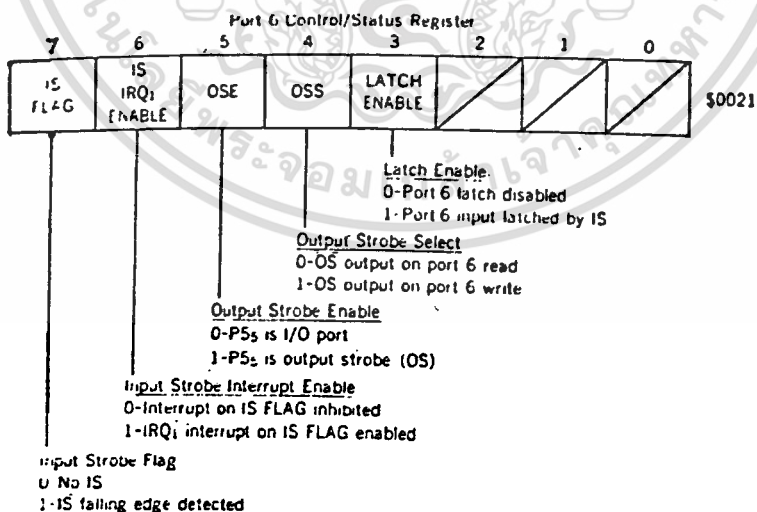 Port 6 Control/Status Register
7 6 5 4 3 2 1 0
IS FLAG
IS IRQ₁ ENABLE
OSE
OSS
LATCH ENABLE
$0021
Latch Enable.
0-Port 6 latch disabled
1-Port 6 input latched by IS
Output Strobe Select
0-OS output on port 6 read
1-OS output on port 6 write
Output Strobe Enable
0-P5₅ is I/O port
1-P5₅ is output strobe (OS)
Input Strobe Interrupt Enable
0-Interrupt on IS FLAG inhibited
1-IRQ₁ interrupt on IS FLAG enabled
Input Strobe Flag
0 No IS
1-IS falling edge detected